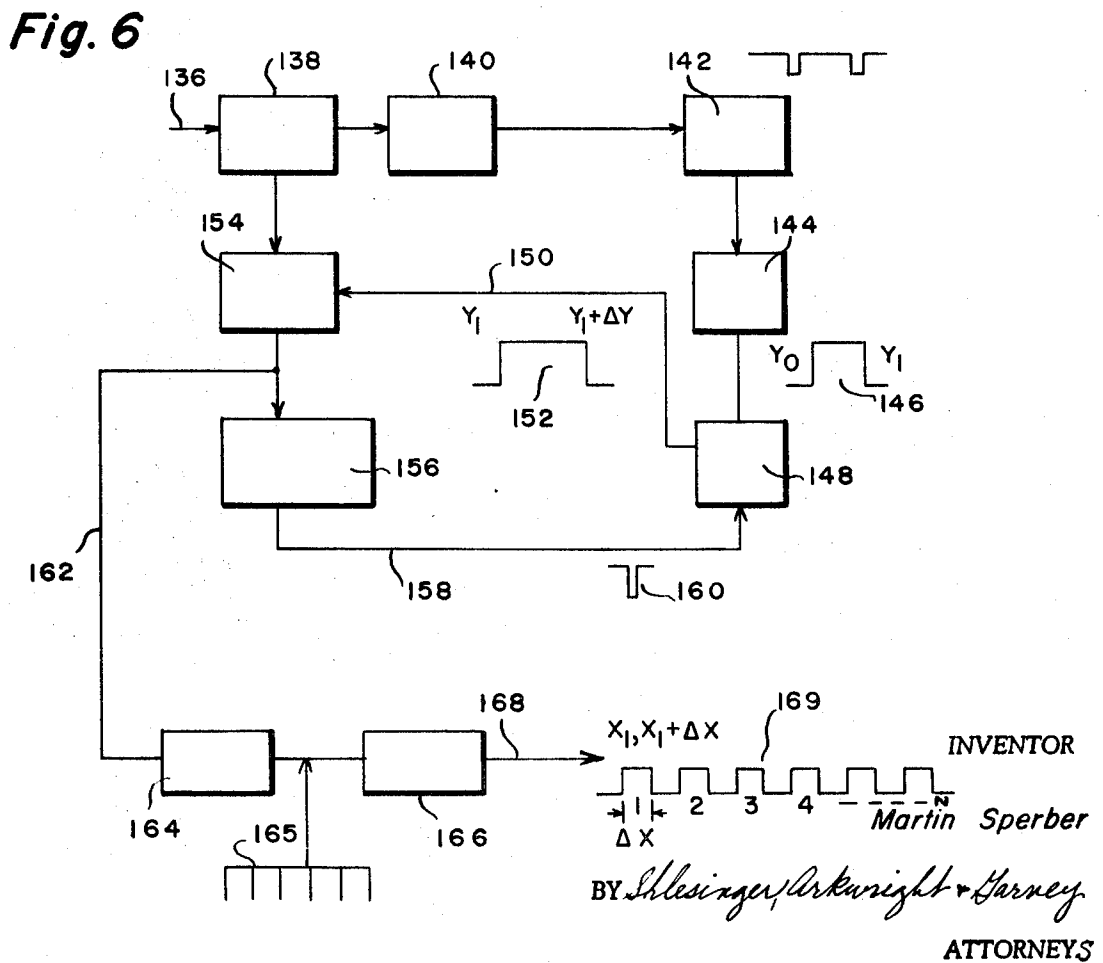 Fig. 6
136
138
140
142
154
150
144
Y1
Y1+ΔY
Y0
Y1
152
146
156
148
162
158
160
168
169
X1, X1+ΔX
INVENTOR
1 2 3 4 – – – – N
ΔX
164
165
166
Martin Sperber
BY Shlesinger, Arkwright & Garvey
ATTORNEYS